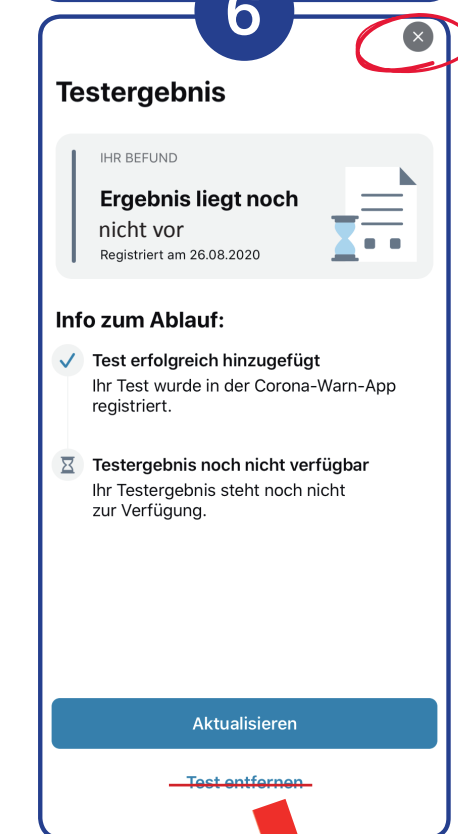 6
Testergebnis
IHR BEFUND
Ergebnis liegt noch
nicht vor
Registriert am 26.08.2020
Info zum Ablauf:
Test erfolgreich hinzugefügt
Ihr Test wurde in der Corona-Warn-App
registriert.
Testergebnis noch nicht verfügbar
Ihr Testergebnis steht noch nicht
zur Verfügung.
Aktualisieren
Test entfernen